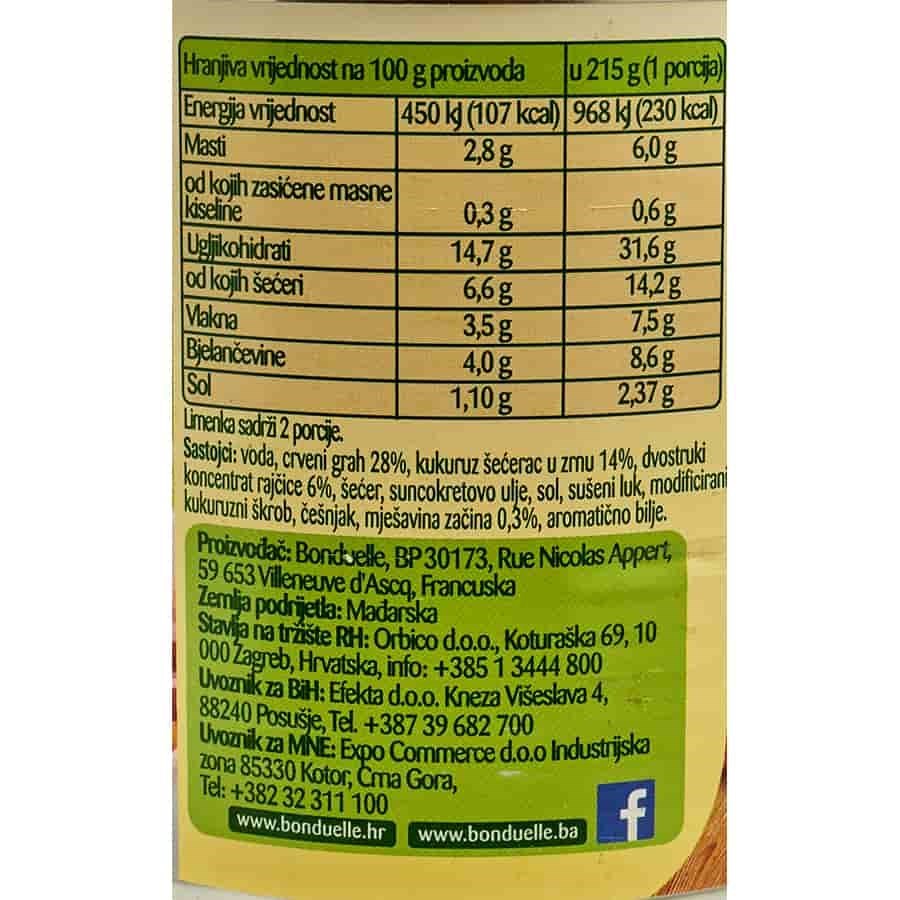 Hranjiva vrijednost na 100 g proizvoda u 215 g (1 porcija)
Energija vrijednost 450 kJ (107 kcal) 968 kJ (230 kcal)
Masti 2,8 g 6,0 g
od kojih zasićene masne
kiseline 0,3 g 0,6 g
Ugljikohidrati 14,7 g 31,6 g
od kojih šećeri 6,6 g 14,2 g
Vlakna 3,5 g 7,5 g
Bjelančevine 4,0 g 8,6 g
Sol 1,10 g 2,37 g
Limenka sadrži 2 porcije.
Sastojci: voda, crveni grah 28%, kukuruz šećerac u zrnu 14%, dvostruki
koncentrat rajčice 6%, šećer, suncokretovo ulje, sol, sušeni luk, modificirani
kukuruzni škrob, češnjak, mješavina začina 0,3%, aromatično bilje.
Proizvođač: Bonduelle, BP 30173, Rue Nicolas Appert,
59 653 Villeneuve d'Ascq, Francuska
Zemlja podrijetla: Mađarska
Stavlja na tržište RH: Orbico d.o.o., Koturaška 69, 10
000 Zagreb, Hrvatska, info: +385 1 3444 800
Uvoznik za BiH: Efekta d.o.o. Kneza Višeslava 4,
88240 Posušje, Tel. +387 39 682 700
Uvoznik za MNE: Expo Commerce d.o.o Industrijska
zona 85330 Kotor, Crna Gora,
Tel: +382 32 311 100
www.bonduelle.hr www.bonduelle.ba f